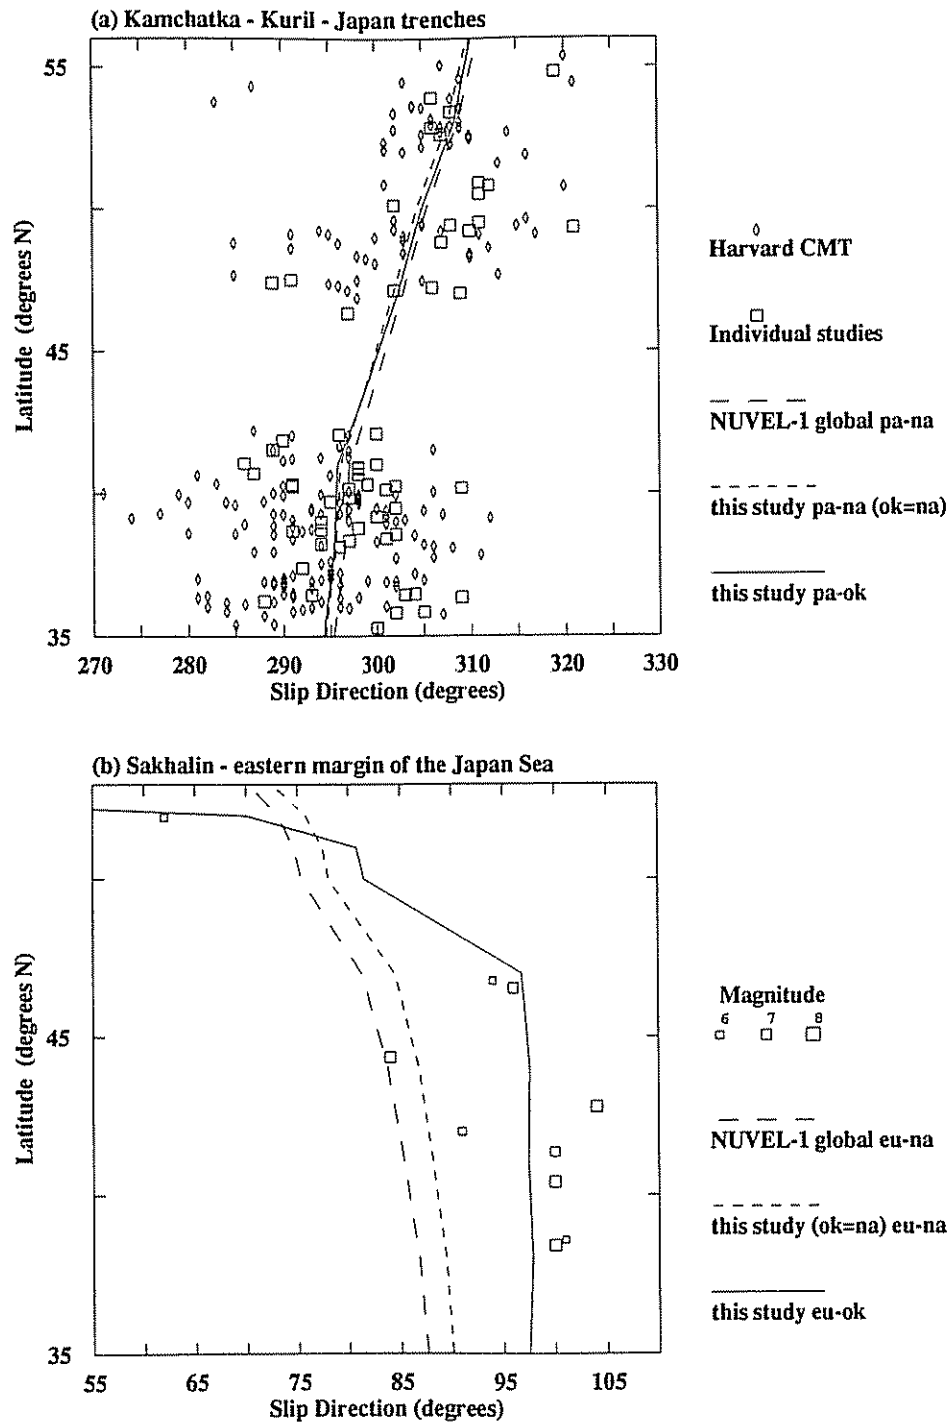 (a) Kamchatka - Kuril - Japan trenches
55
45
35
Latitude (degrees N)
270 280 290 300 310 320 330
Slip Direction (degrees)
Harvard CMT
Individual studies
NUVEL-1 global pa-na
this study pa-na (ok=na)
this study pa-ok
(b) Sakhalin - eastern margin of the Japan Sea
45
35
Latitude (degrees N)
55 65 75 85 95 105
Slip Direction (degrees)
Magnitude
6 7 8
NUVEL-1 global eu-na
this study (ok=na) eu-na
this study eu-ok